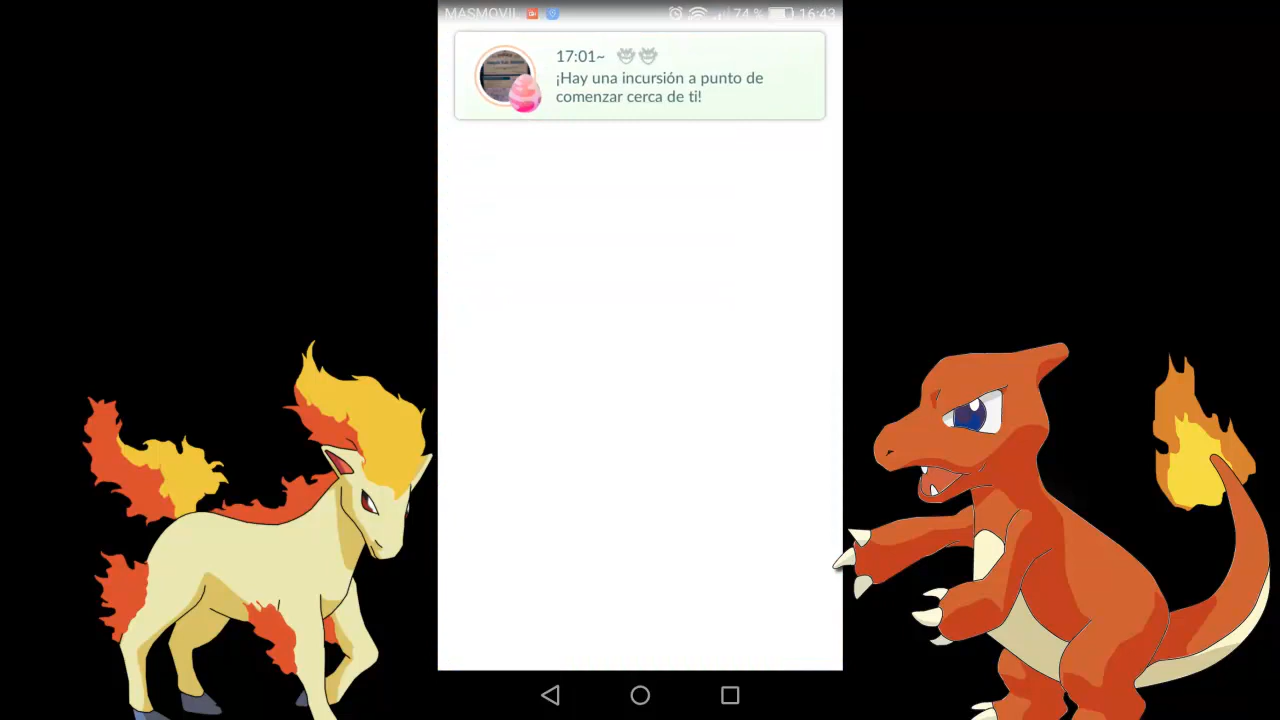 MASMOVIL 74 % 16:43
17:01~
¡Hay una incursión a punto de
comenzar cerca de ti!